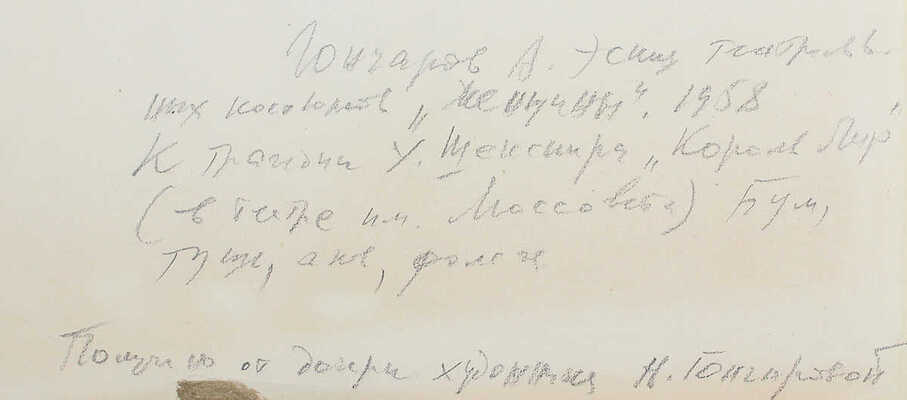 Гончаров А. Эскиз театраль-
ных костюмов „Женщины". 1958
К трагедии У. Шекспира „Король Лир"
(в театре им. Моссовета) Бум,
тушь, акв,
Получено от дочери художника Н. Гончаровой